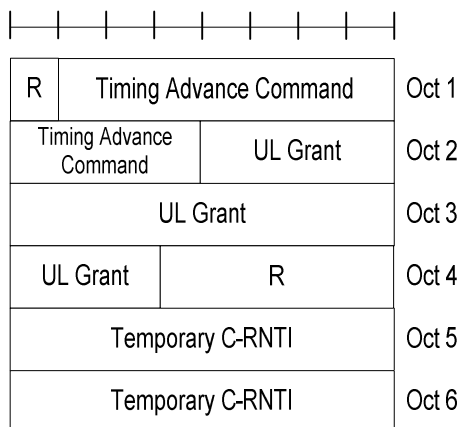 R Timing Advance Command Oct 1
Timing Advance
Command
UL Grant Oct 2
UL Grant Oct 3
UL Grant R Oct 4
Temporary C-RNTI Oct 5
Temporary C-RNTI Oct 6